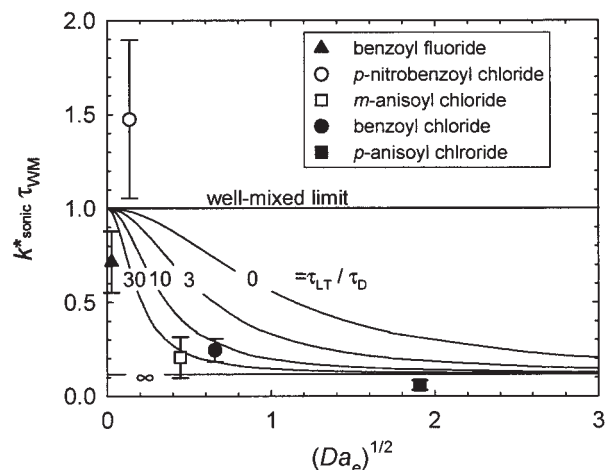 2.0
1.5
1.0
0.5
0.0
k*sonic τWM
benzoyl fluoride
p-nitrobenzoyl chloride
m-anisoyl chloride
benzoyl chloride
p-anisoyl chlroride
well-mixed limit
30 10 3 0 =τLT / τD
∞
0 1 2 3
(Dae)1/2